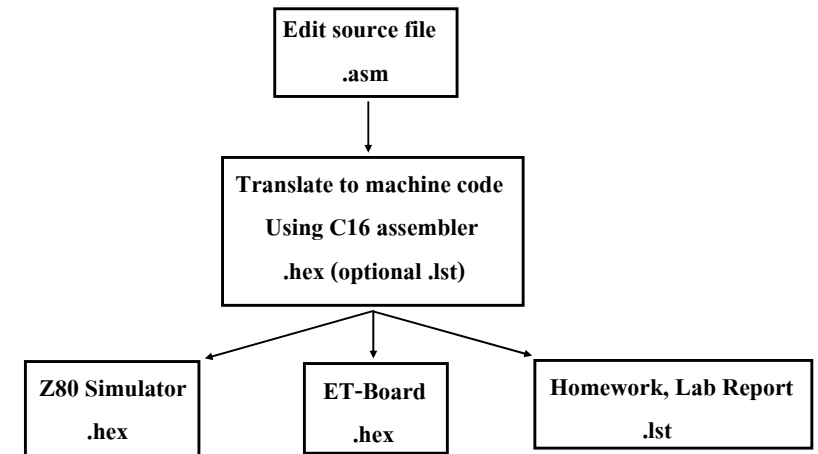 Edit source file
.asm
Translate to machine code
Using C16 assembler
.hex (optional .lst)
Z80 Simulator
.hex
ET-Board
.hex
Homework, Lab Report
.lst